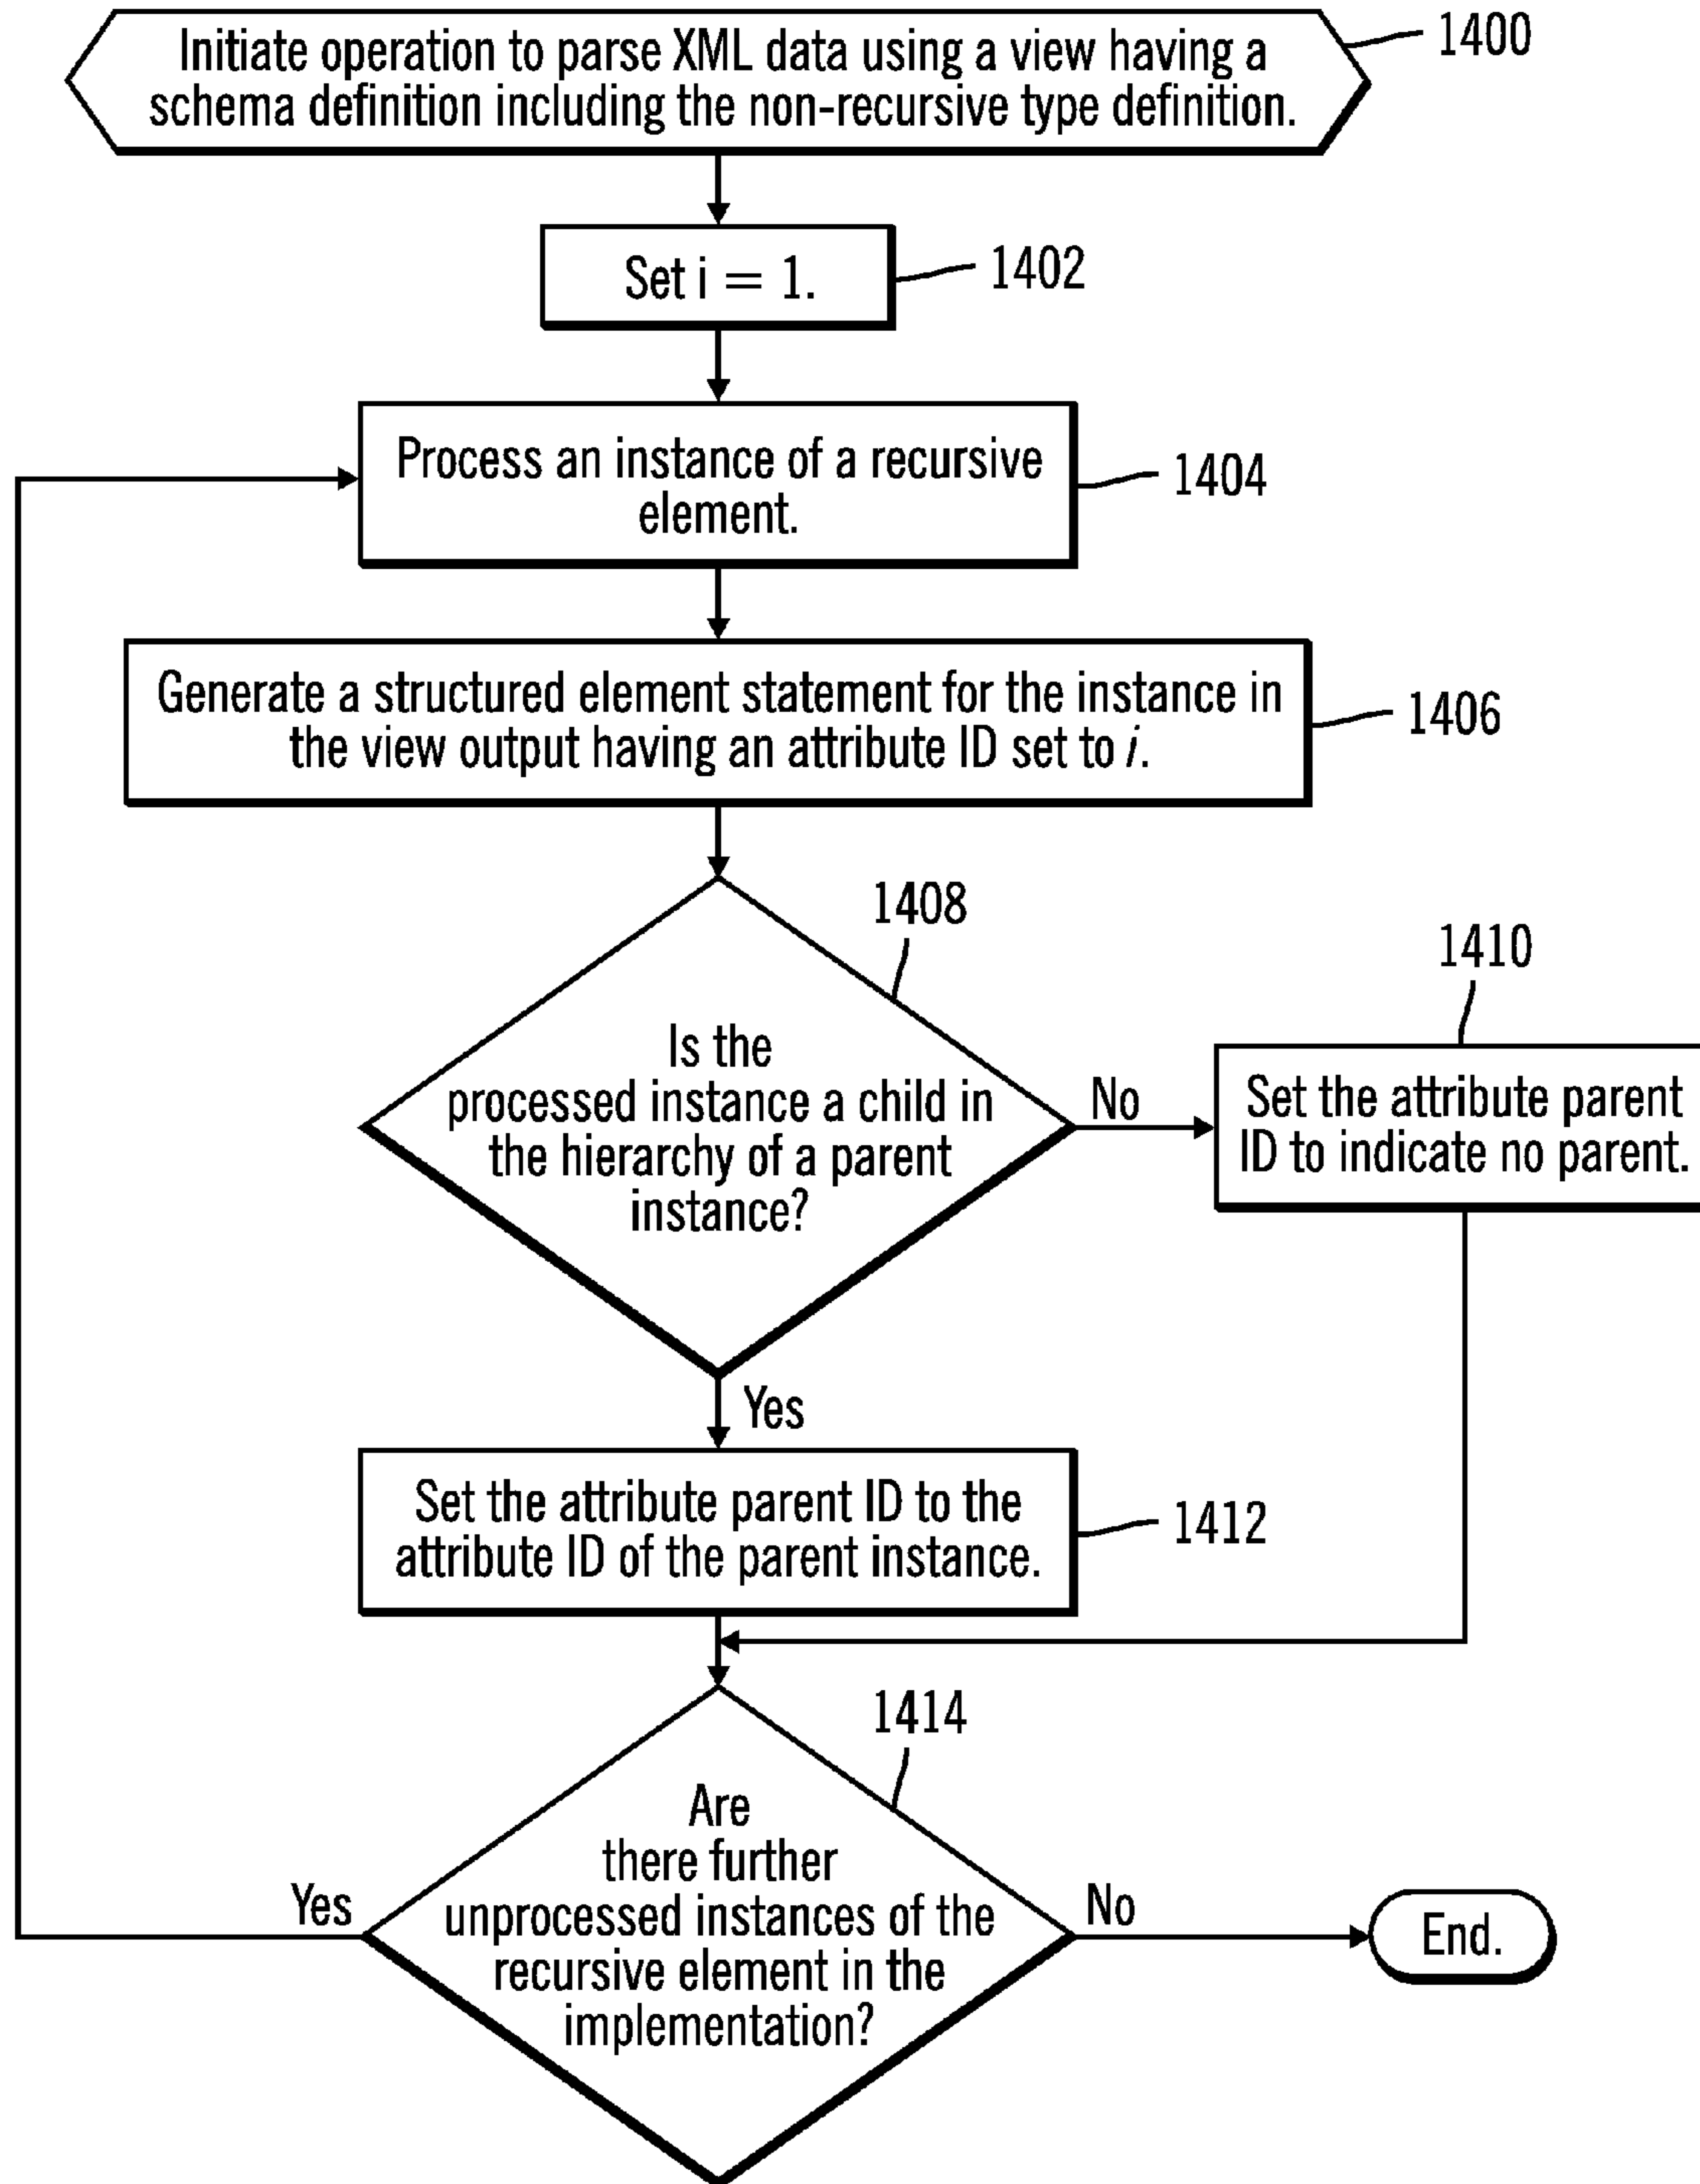 Initiate operation to parse XML data using a view having a
schema definition including the non-recursive type definition.
1400
Set i = 1.
1402
Process an instance of a recursive
element.
1404
Generate a structured element statement for the instance in
the view output having an attribute ID set to i.
1406
1408
Is the
processed instance a child in
the hierarchy of a parent
instance?
No
1410
Set the attribute parent
ID to indicate no parent.
Yes
Set the attribute parent ID to the
attribute ID of the parent instance.
1412
1414
Are
there further
unprocessed instances of the
recursive element in the
implementation?
Yes
No
End.